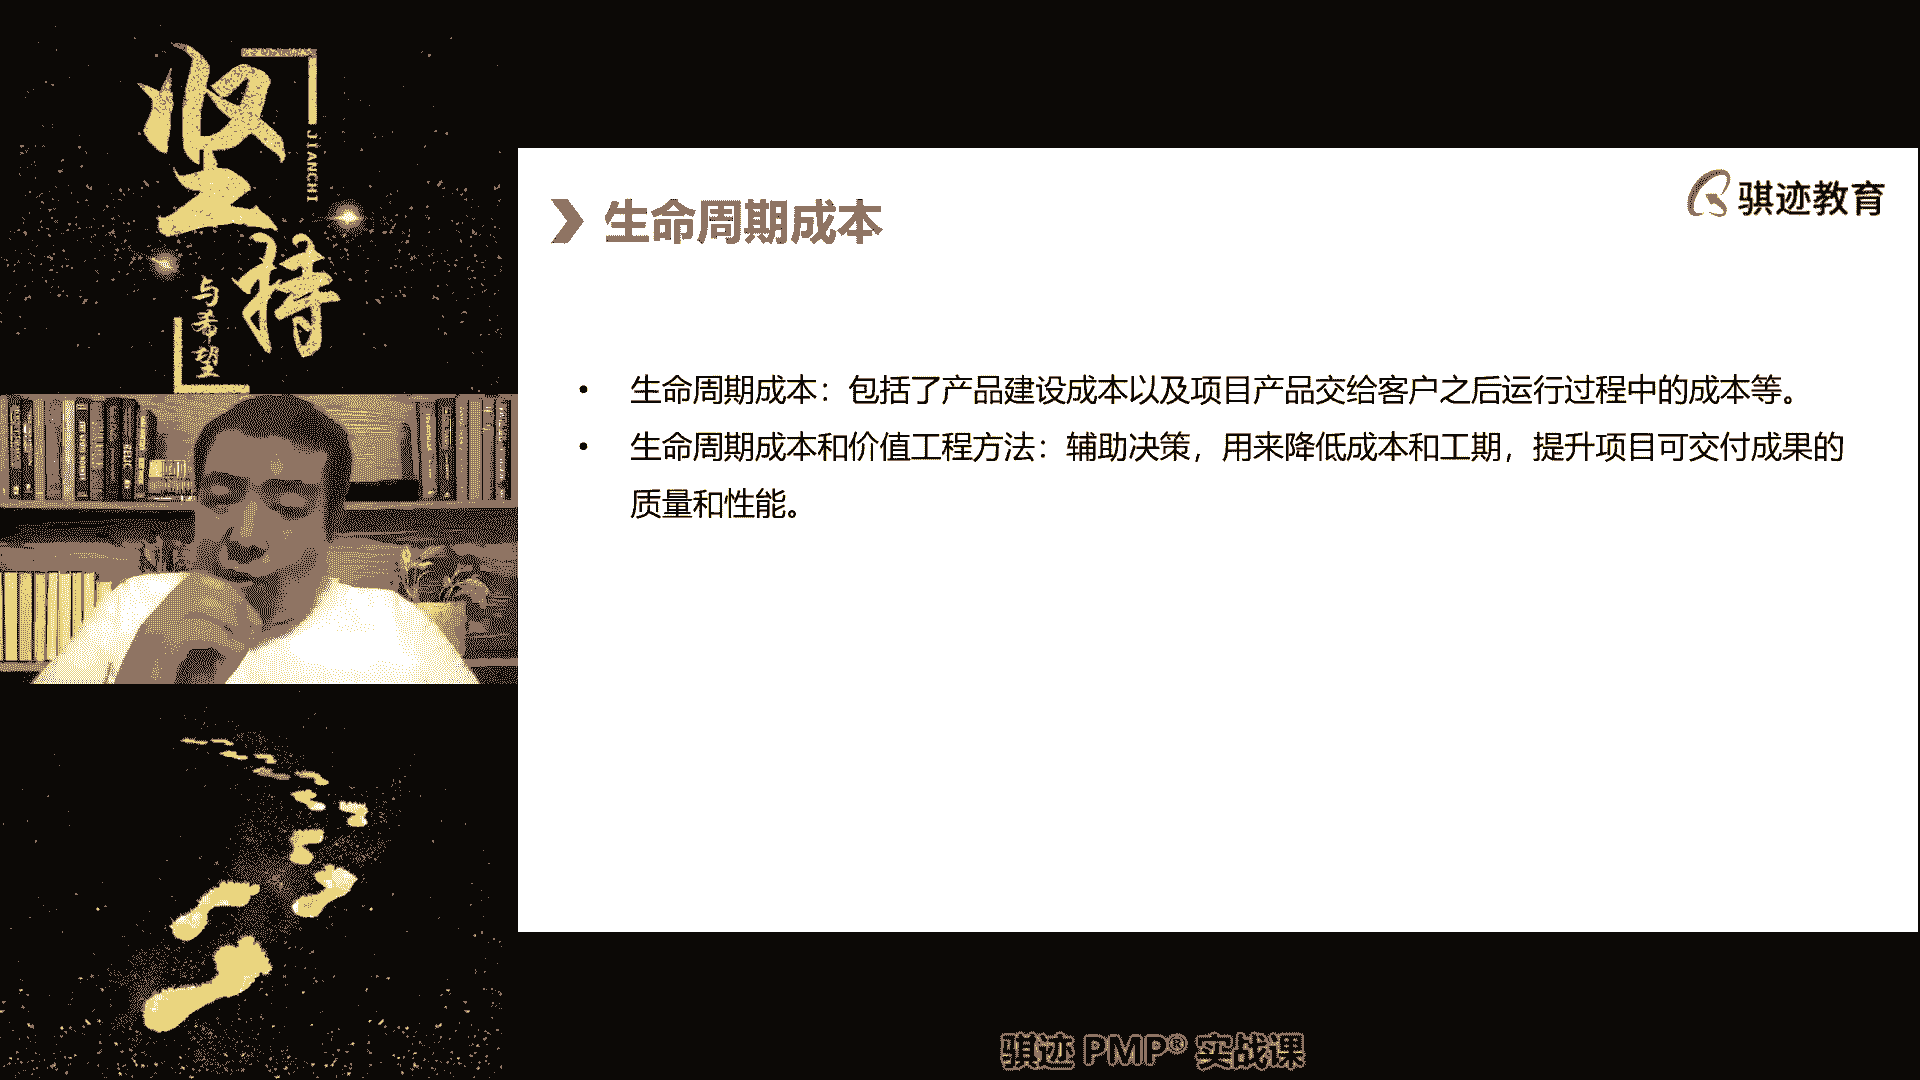 坚持
JIANCHI
与希望
骐迹教育
生命周期成本
• 生命周期成本：包括了产品建设成本以及项目产品交给客户之后运行过程中的成本等。
• 生命周期成本和价值工程方法：辅助决策，用来降低成本和工期，提升项目可交付成果的
质量和性能。
骐迹 PMP® 实战课